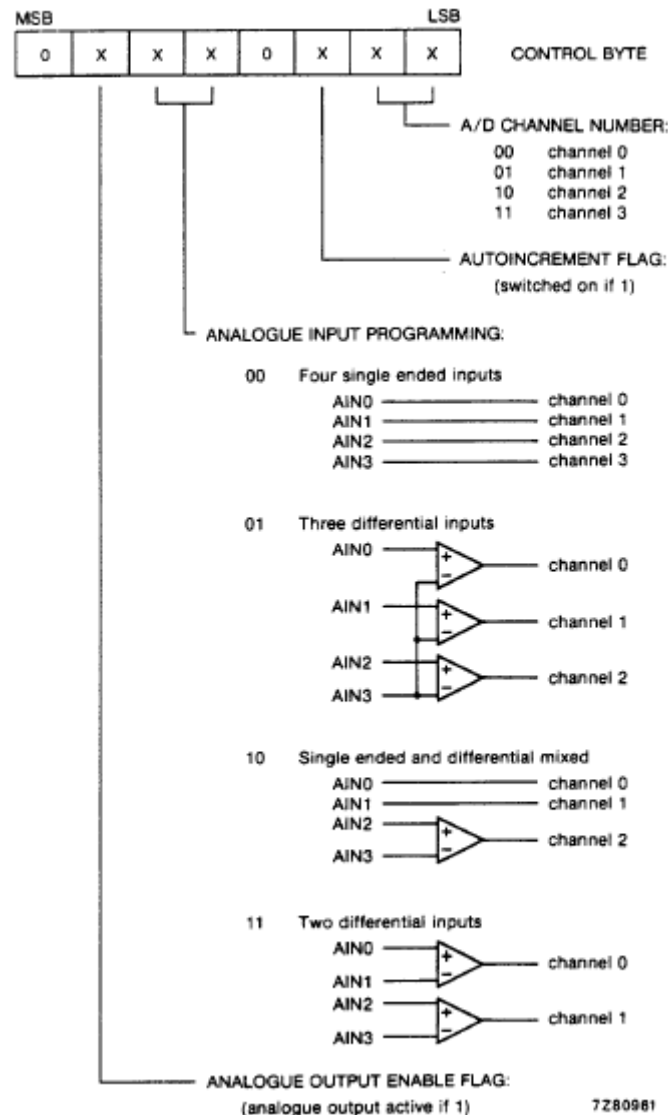 MSB LSB
0 X X X 0 X X X CONTROL BYTE
A/D CHANNEL NUMBER:
00 channel 0
01 channel 1
10 channel 2
11 channel 3
AUTOINCREMENT FLAG:
(switched on if 1)
ANALOGUE INPUT PROGRAMMING:
00 Four single ended inputs
AIN0 channel 0
AIN1 channel 1
AIN2 channel 2
AIN3 channel 3
01 Three differential inputs
AIN0 + − channel 0
AIN1 + − channel 1
AIN2 + − channel 2
AIN3
10 Single ended and differential mixed
AIN0 channel 0
AIN1 channel 1
AIN2 + − channel 2
AIN3
11 Two differential inputs
AIN0 + − channel 0
AIN1
AIN2 + − channel 1
AIN3
ANALOGUE OUTPUT ENABLE FLAG:
(analogue output active if 1)
7Z80981